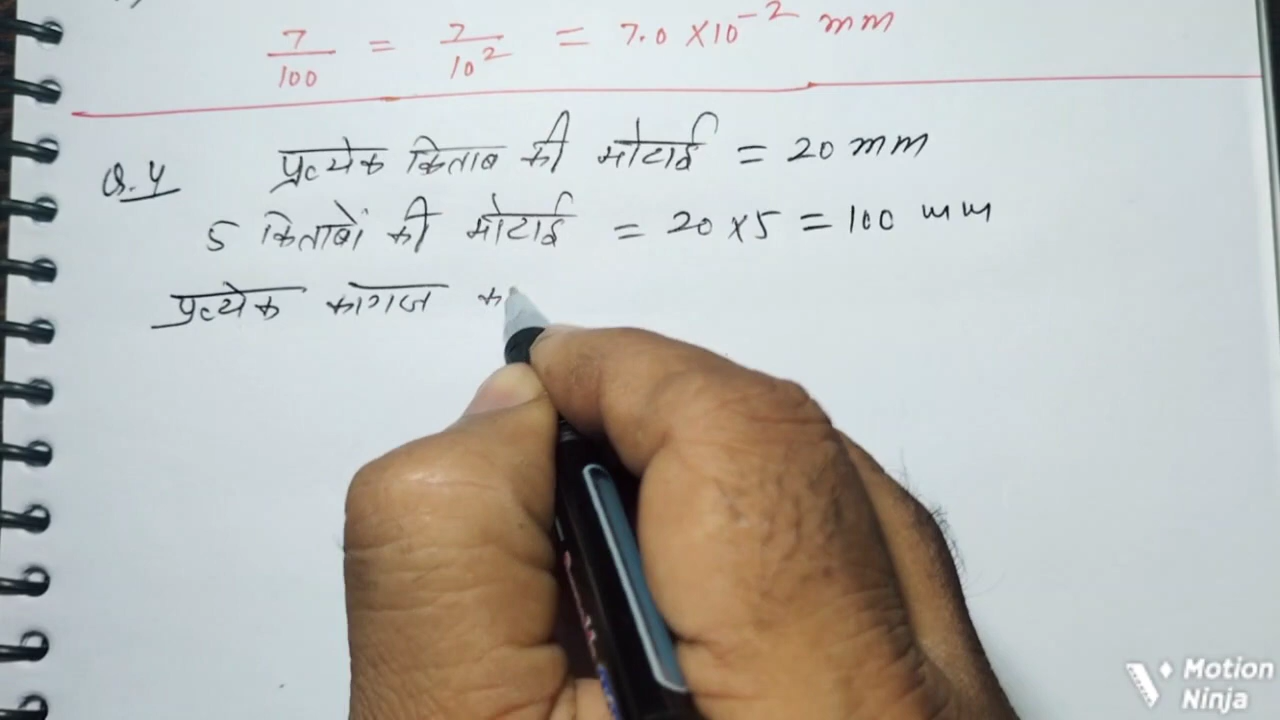 7/100 = 7/10² = 7.0 × 10⁻² mm
Q.4 प्रत्येक किताब की मोटाई = 20 mm
5 किताबों की मोटाई = 20 × 5 = 100 mm
प्रत्येक कागज क
Motion
Ninja